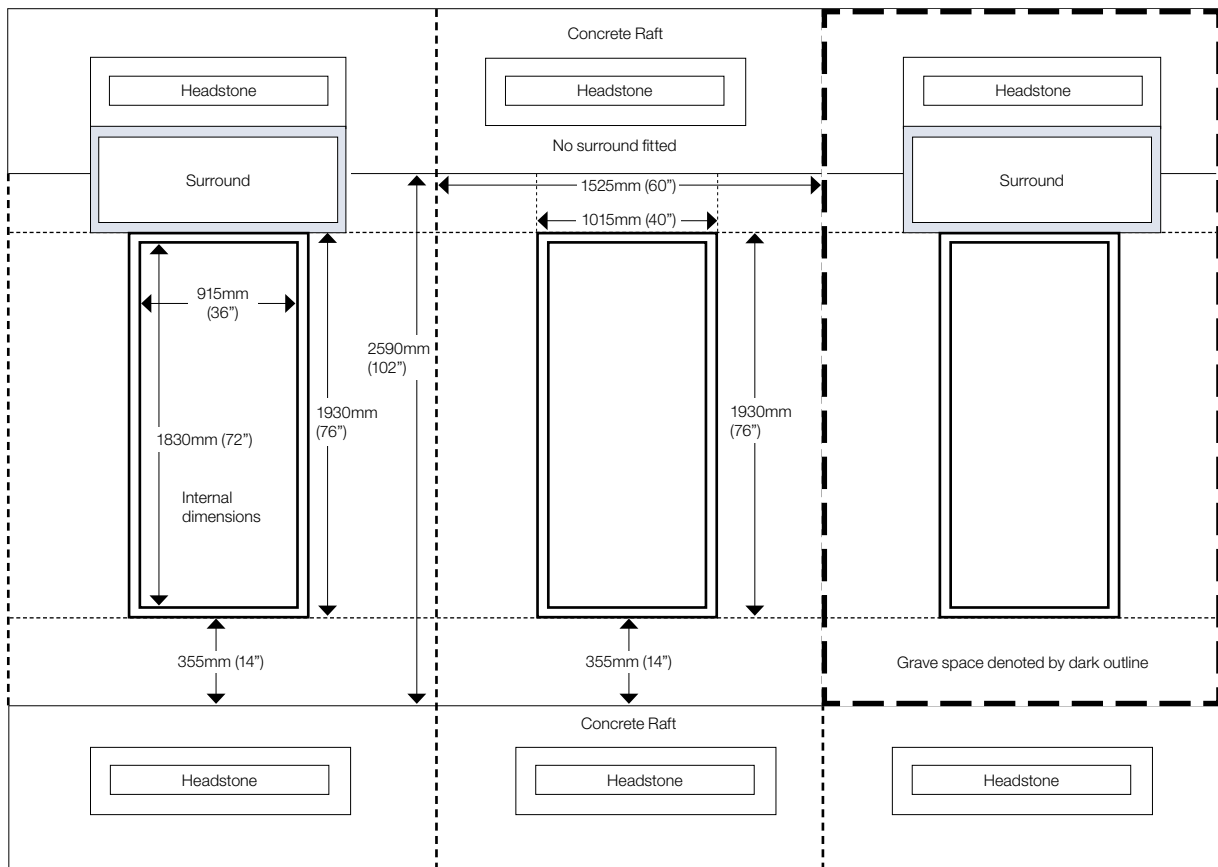 Concrete Raft
Headstone
Headstone
Headstone
No surround fitted
Surround
Surround
1525mm (60”)
1015mm (40”)
915mm
(36”)
2590mm
(102”)
1930mm
(76”)
1930mm
(76”)
1830mm (72”)
Internal
dimensions
355mm (14”)
355mm (14”)
Grave space denoted by dark outline
Concrete Raft
Headstone
Headstone
Headstone